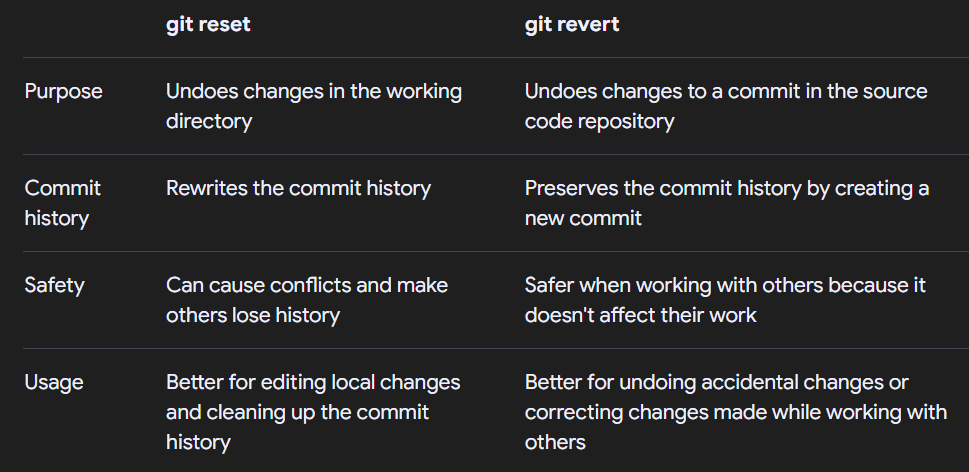 git reset git revert
Purpose Undoes changes in the working Undoes changes to a commit in the source
directory code repository
Commit Rewrites the commit history Preserves the commit history by creating a
history new commit
Safety Can cause conflicts and make Safer when working with others because it
others lose history doesn't affect their work
Usage Better for editing local changes Better for undoing accidental changes or
and cleaning up the commit correcting changes made while working with
history others